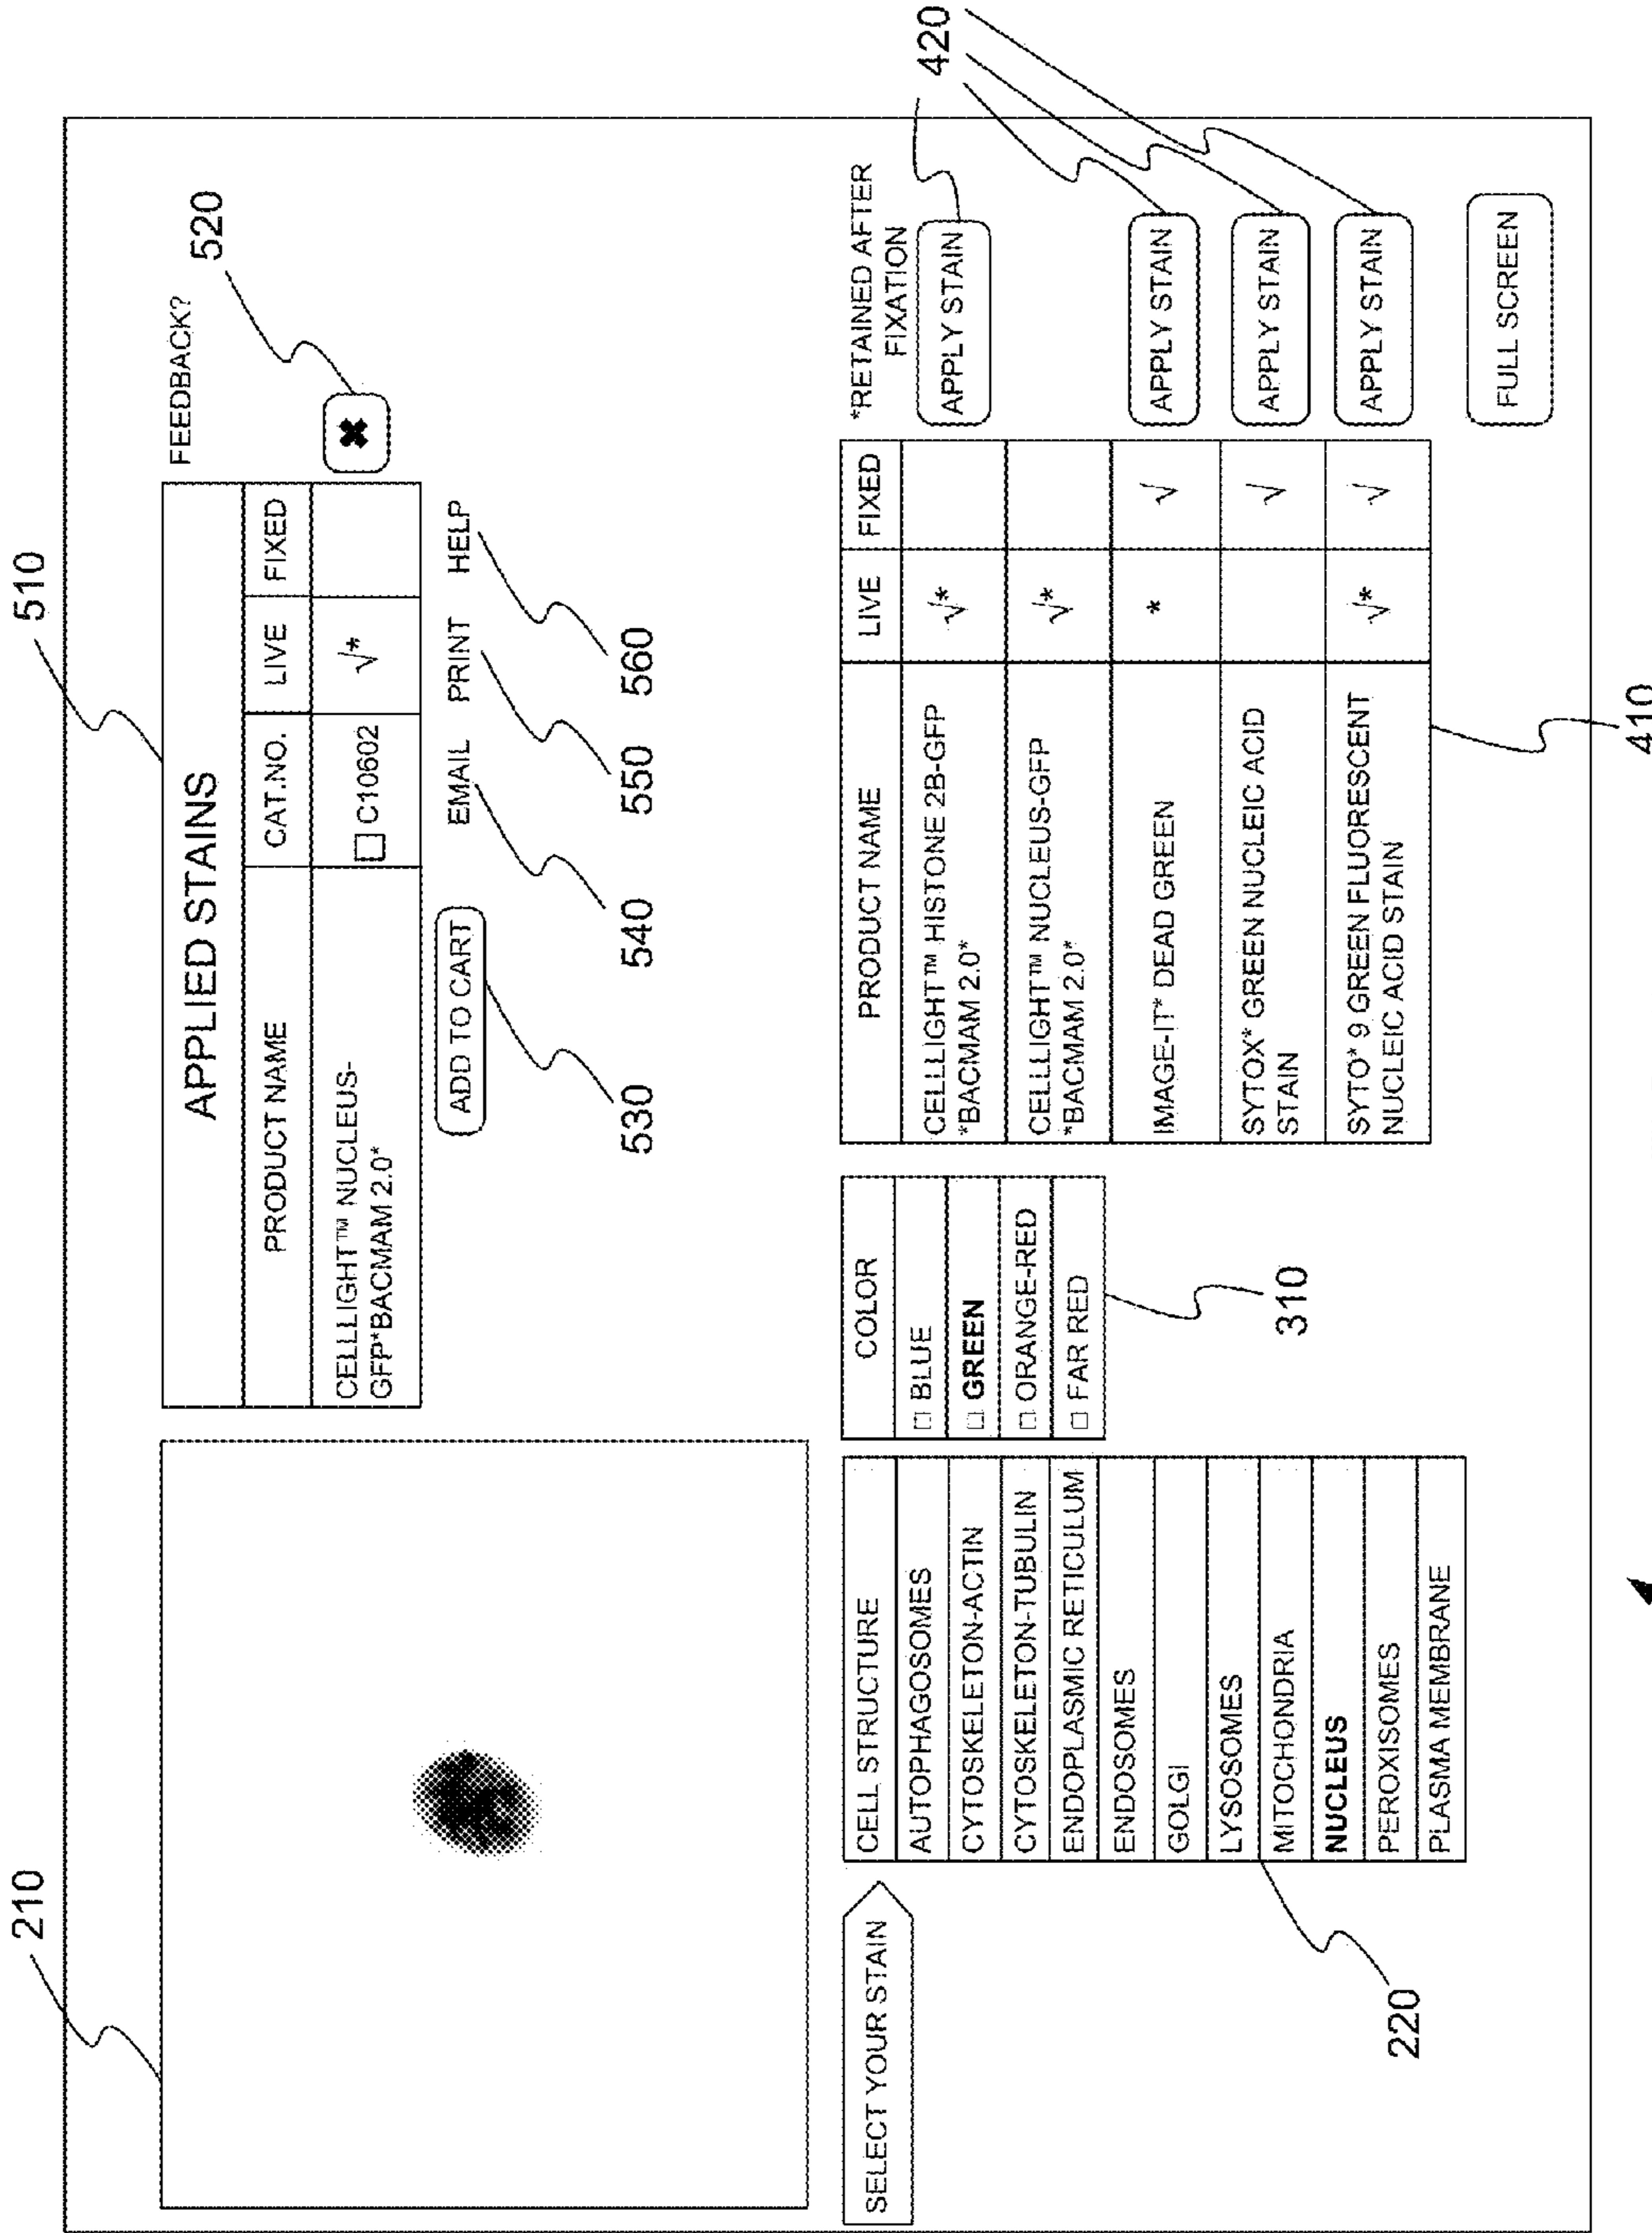 210
510
FEEDBACK?
520
APPLIED STAINS
PRODUCT NAME
CAT.NO.
LIVE
FIXED
CELLLIGHT™ NUCLEUS-
GFP*BACMAM 2.0*
☐ C10602
√*
✖
ADD TO CART
EMAIL
PRINT
HELP
530
540
550
560
SELECT YOUR STAIN
CELL STRUCTURE
AUTOPHAGOSOMES
CYTOSKELETON-ACTIN
CYTOSKELETON-TUBULIN
ENDOPLASMIC RETICULUM
ENDOSOMES
GOLGI
LYSOSOMES
MITOCHONDRIA
NUCLEUS
PEROXISOMES
PLASMA MEMBRANE
220
COLOR
☐ BLUE
☐ GREEN
☐ ORANGE-RED
☐ FAR RED
310
PRODUCT NAME
LIVE
FIXED
*RETAINED AFTER
FIXATION
420
CELLLIGHT™ HISTONE 2B-GFP
*BACMAM 2.0*
√*
APPLY STAIN
CELLLIGHT™ NUCLEUS-GFP
*BACMAM 2.0*
√*
IMAGE-IT* DEAD GREEN
*
√
APPLY STAIN
SYTOX* GREEN NUCLEIC ACID
STAIN
√
APPLY STAIN
SYTO* 9 GREEN FLUORESCENT
NUCLEIC ACID STAIN
√*
√
APPLY STAIN
410
FULL SCREEN